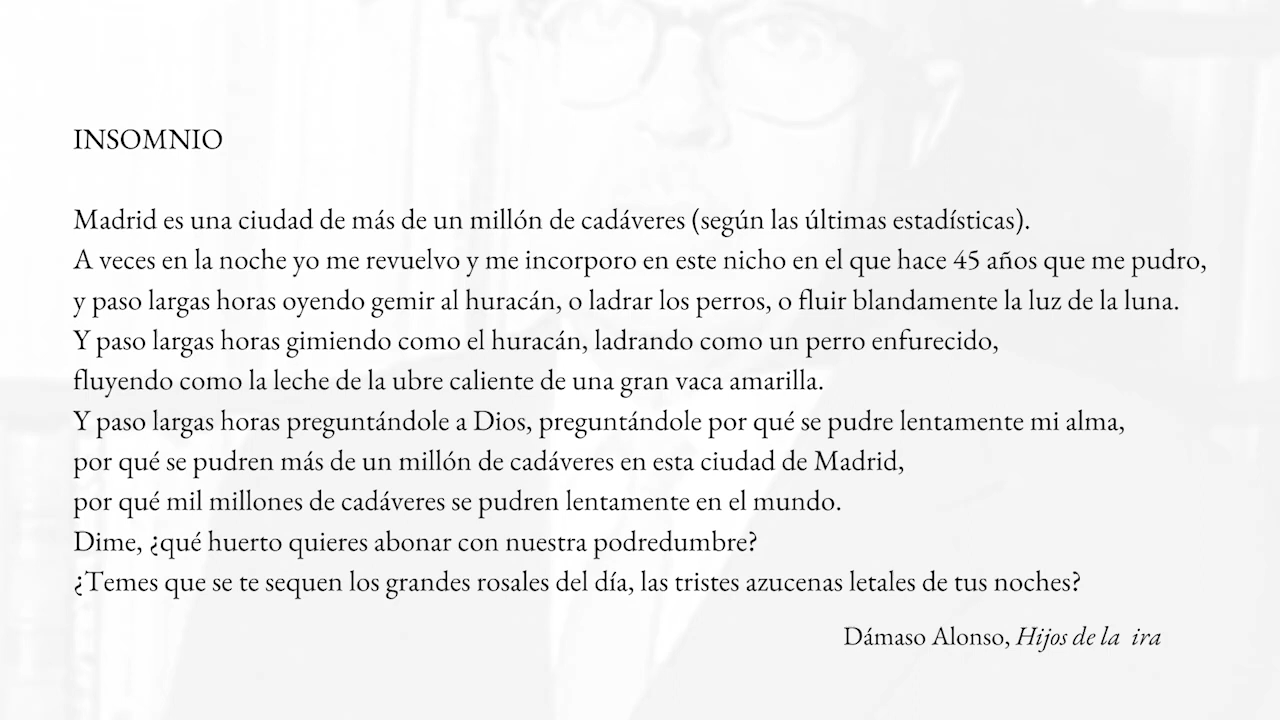 INSOMNIO
Madrid es una ciudad de más de un millón de cadáveres (según las últimas estadísticas).
A veces en la noche yo me revuelvo y me incorporo en este nicho en el que hace 45 años que me pudro,
y paso largas horas oyendo gemir al huracán, o ladrar los perros, o fluir blandamente la luz de la luna.
Y paso largas horas gimiendo como el huracán, ladrando como un perro enfurecido,
fluyendo como la leche de la ubre caliente de una gran vaca amarilla.
Y paso largas horas preguntándole a Dios, preguntándole por qué se pudre lentamente mi alma,
por qué se pudren más de un millón de cadáveres en esta ciudad de Madrid,
por qué mil millones de cadáveres se pudren lentamente en el mundo.
Dime, ¿qué huerto quieres abonar con nuestra podredumbre?
¿Temes que se te sequen los grandes rosales del día, las tristes azucenas letales de tus noches?
Dámaso Alonso, Hijos de la ira